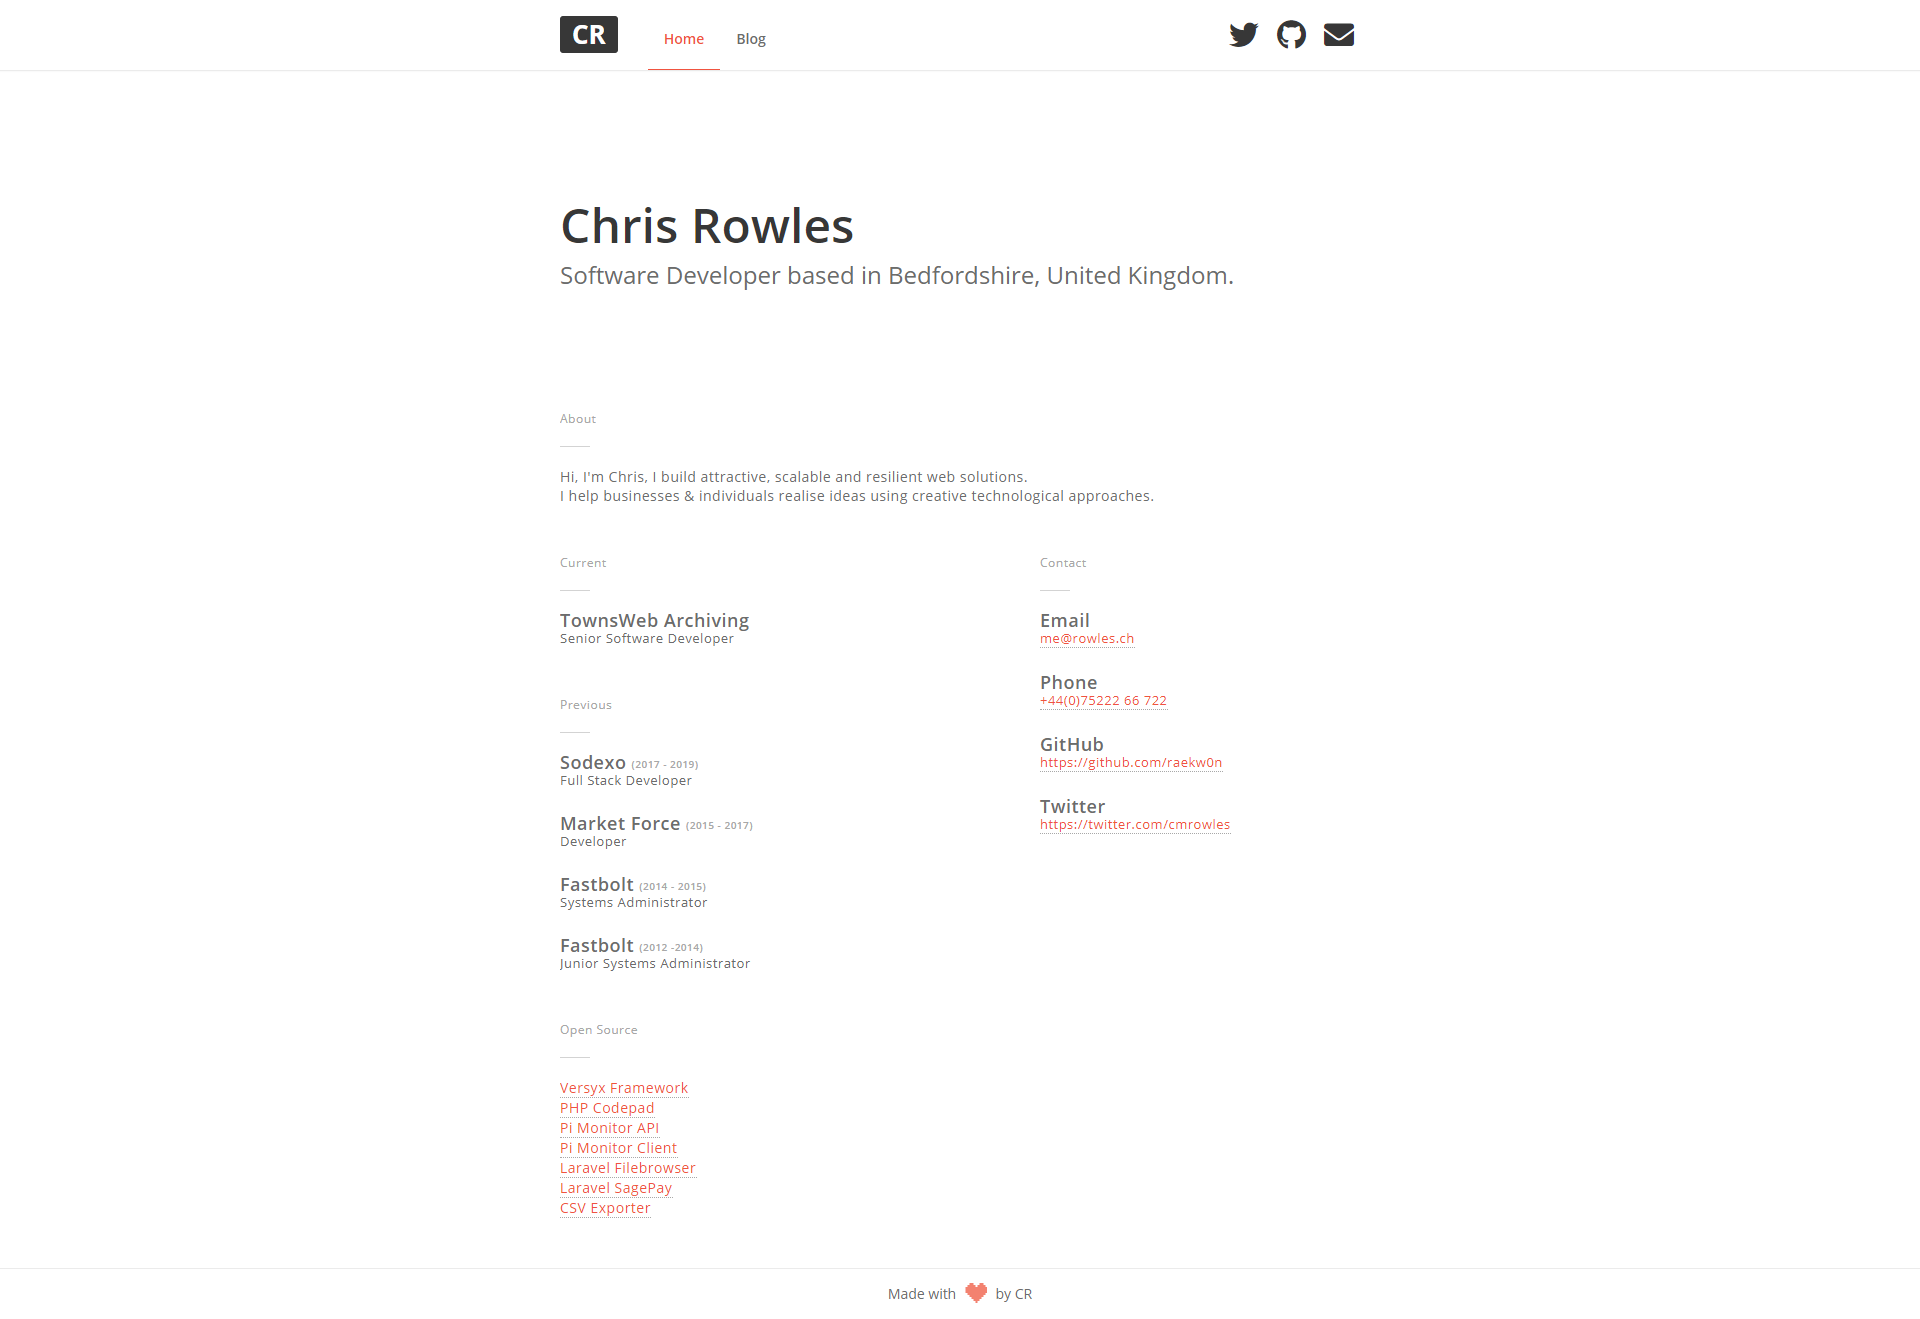 CR
Home
Blog
Chris Rowles
Software Developer based in Bedfordshire, United Kingdom.
About
Hi, I'm Chris, I build attractive, scalable and resilient web solutions.
I help businesses & individuals realise ideas using creative technological approaches.
Current
TownsWeb Archiving
Senior Software Developer
Previous
Sodexo (2017 - 2019)
Full Stack Developer
Market Force (2015 - 2017)
Developer
Fastbolt (2014 - 2015)
Systems Administrator
Fastbolt (2012 -2014)
Junior Systems Administrator
Open Source
Versyx Framework
PHP Codepad
Pi Monitor API
Pi Monitor Client
Laravel Filebrowser
Laravel SagePay
CSV Exporter
Contact
Email
me@rowles.ch
Phone
+44(0)75222 66 722
GitHub
https://github.com/raekw0n
Twitter
https://twitter.com/cmrowles
Made with by CR